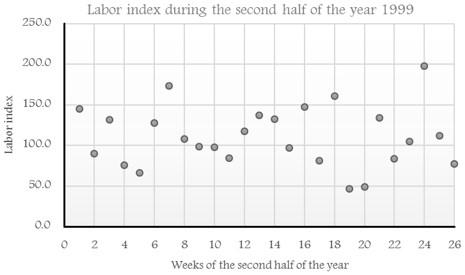 Labor index during the second half of the year 1999
250.0
200.0
150.0
100.0
50.0
0.0
Labor index
0 2 4 6 8 10 12 14 16 18 20 22 24 26
Weeks of the second half of the year